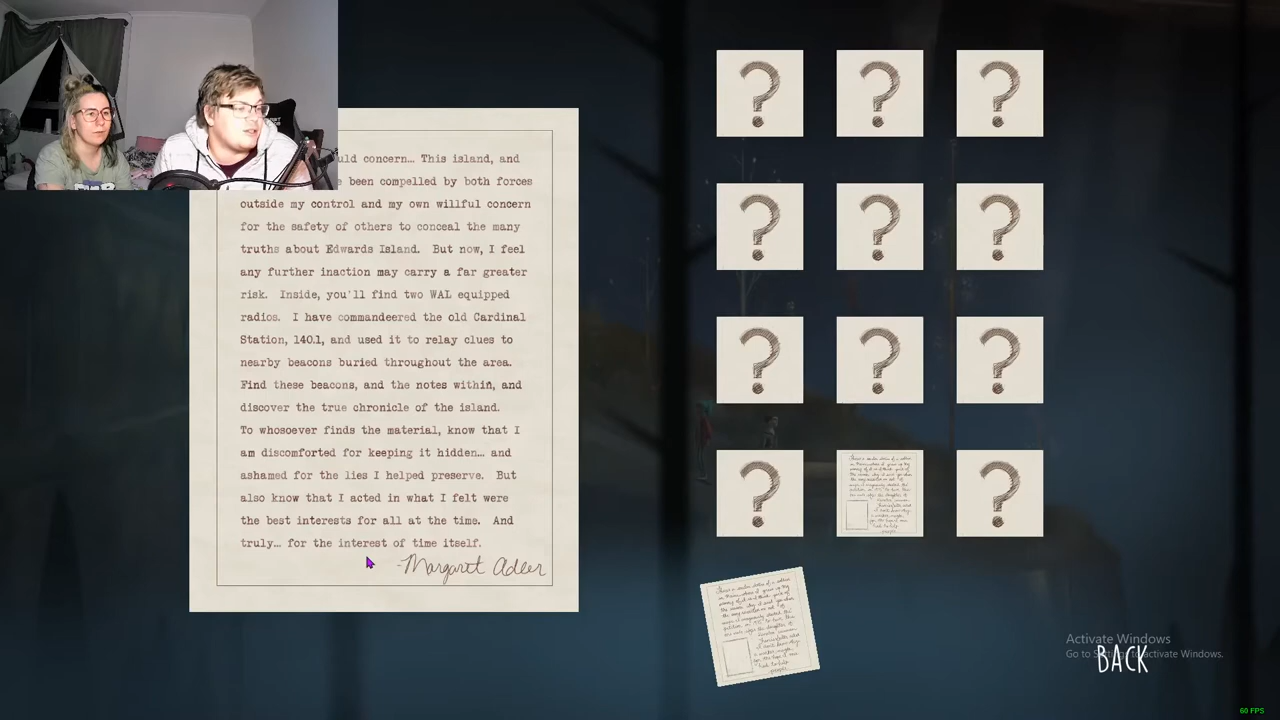 uld concern... This island, and
been compelled by both forces
outside my control and my own willful concern
for the safety of others to conceal the many
truths about Edwards Island. But now, I feel
any further inaction may carry a far greater
risk. Inside, you'll find two WAL equipped
radios. I have commandeered the old Cardinal
Station, 140.1, and used it to relay clues to
nearby beacons buried throughout the area.
Find these beacons, and the notes within, and
discover the true chronicle of the island.
To whosoever finds the material, know that I
am discomforted for keeping it hidden... and
ashamed for the lies I helped preserve. But
also know that I acted in what I felt were
the best interests for all at the time. And
truly... for the interest of time itself.
-Margaret Adler
? ? ?
? ? ?
? ? ?
? ?
Activate Windows
Go to Settings to activate Windows.
BACK
60 FPS